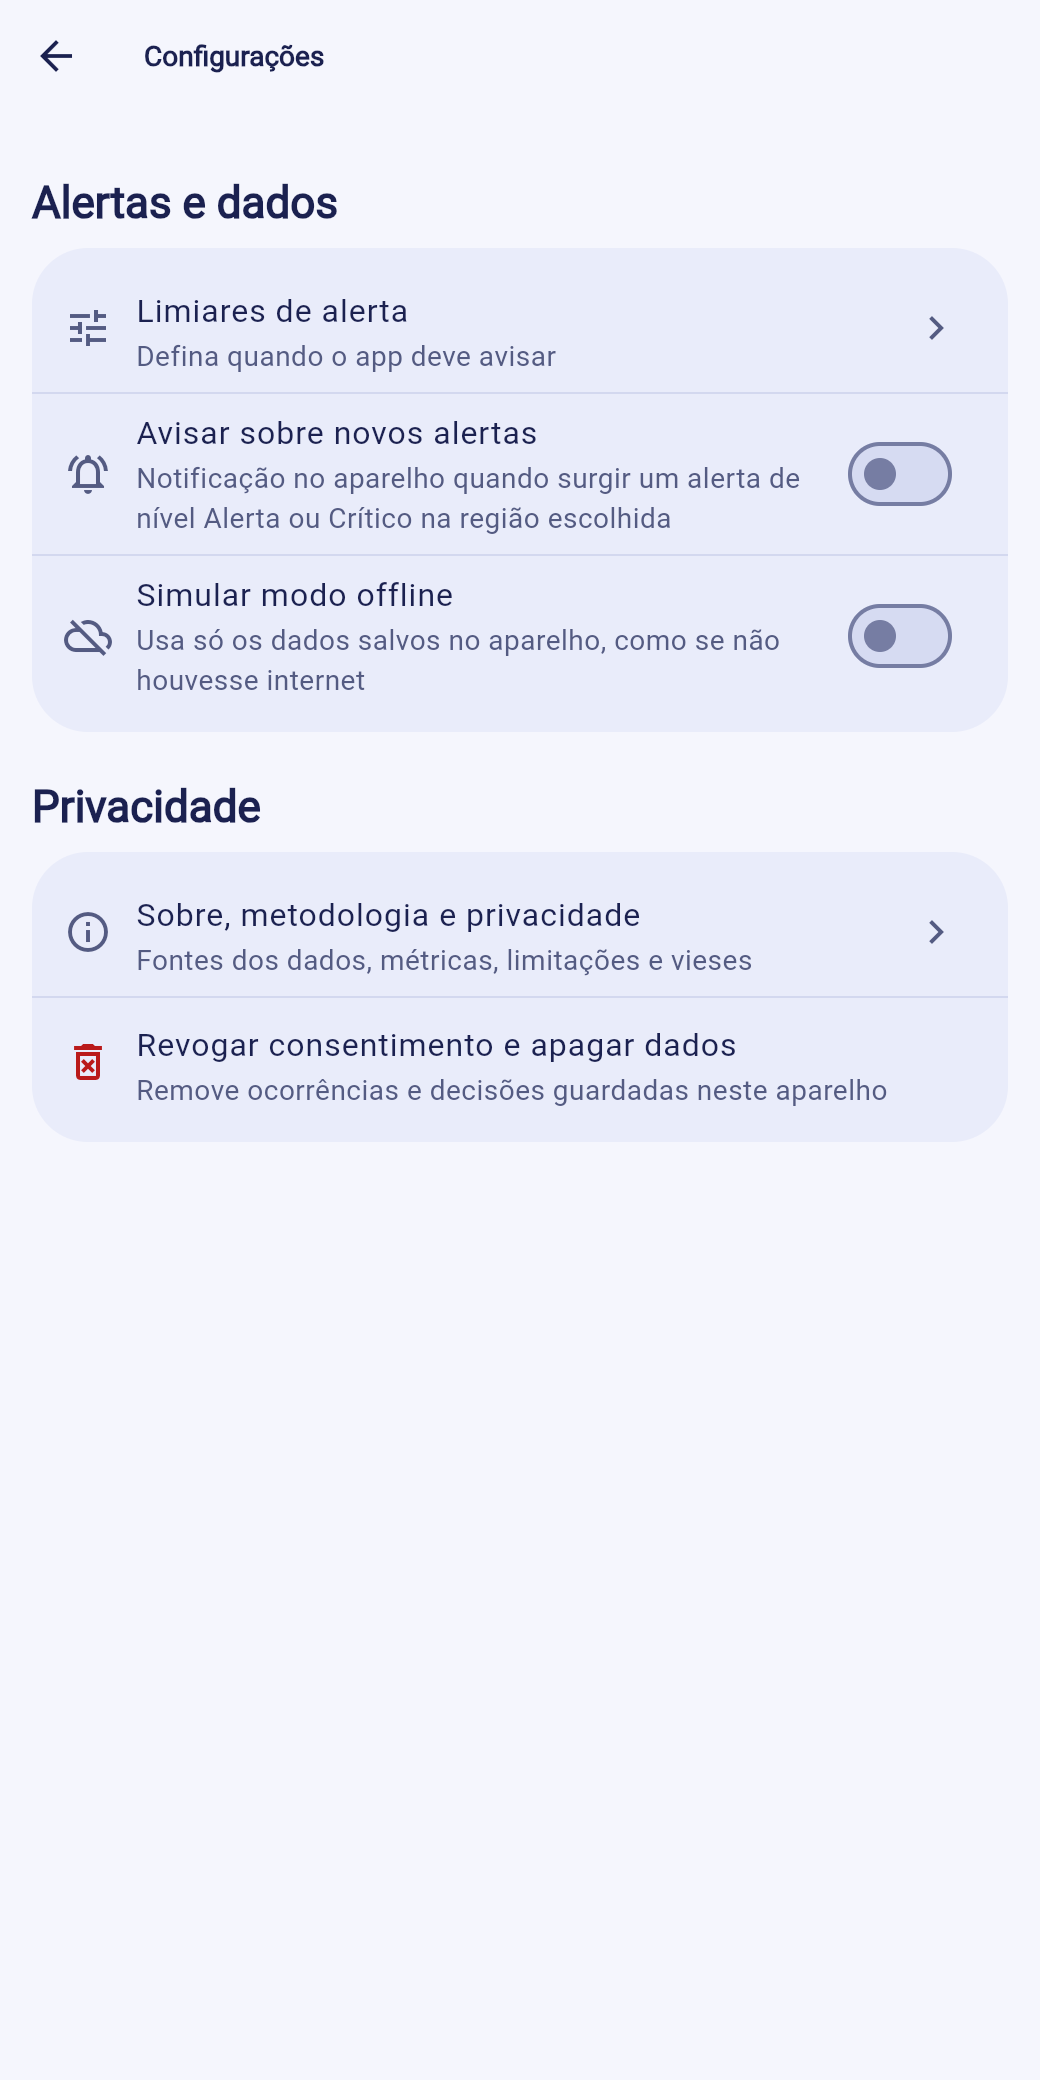 Configurações
Alertas e dados
Limiares de alerta
Defina quando o app deve avisar
Avisar sobre novos alertas
Notificação no aparelho quando surgir um alerta de
nível Alerta ou Crítico na região escolhida
Simular modo offline
Usa só os dados salvos no aparelho, como se não
houvesse internet
Privacidade
Sobre, metodologia e privacidade
Fontes dos dados, métricas, limitações e vieses
Revogar consentimento e apagar dados
Remove ocorrências e decisões guardadas neste aparelho